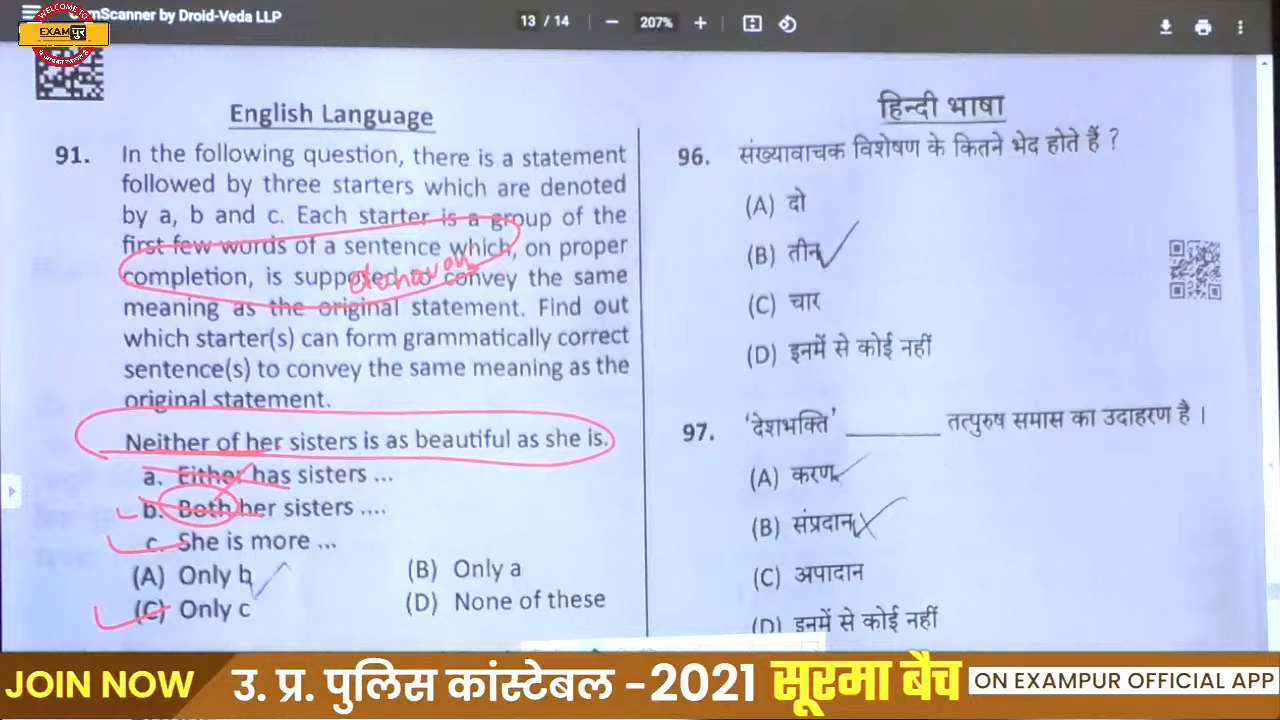 CamScanner by Droid-Veda LLP
13 / 14
207%
WELCOME TO
EXAMपुर
English Language
91. In the following question, there is a statement
followed by three starters which are denoted
by a, b and c. Each starter is a group of the
first few words of a sentence which, on proper
completion, is supposed to convey the same
meaning as the original statement. Find out
which starter(s) can form grammatically correct
sentence(s) to convey the same meaning as the
original statement.
Neither of her sisters is as beautiful as she is.
a. Either has sisters ...
b. Both her sisters ....
c. She is more ...
(A) Only b
(B) Only a
(C) Only c
(D) None of these
हिन्दी भाषा
96. संख्यावाचक विशेषण के कितने भेद होते हैं ?
(A) दो
(B) तीन
(C) चार
(D) इनमें से कोई नहीं
97. 'देशभक्ति' ________ तत्पुरुष समास का उदाहरण है ।
(A) करण
(B) संप्रदान
(C) अपादान
(D) इनमें से कोई नहीं
JOIN NOW उ. प्र. पुलिस कांस्टेबल -2021 सूरमा बैच ON EXAMPUR OFFICIAL APP